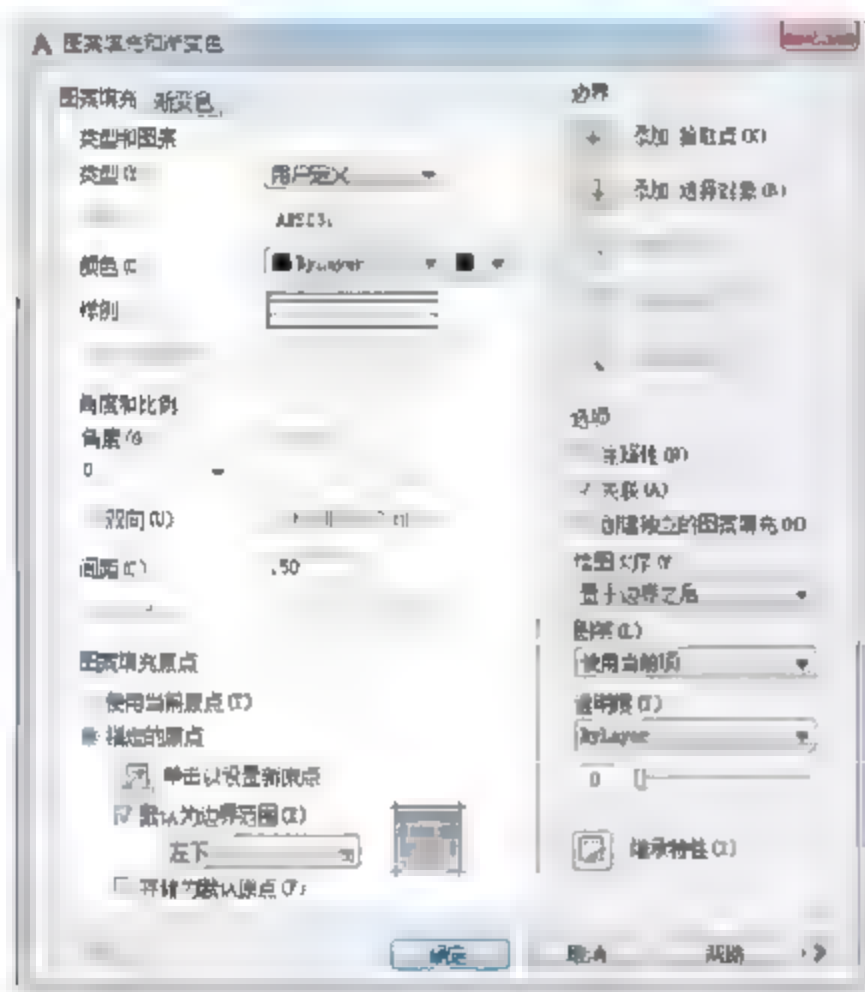 图案填充和渐变色
图案填充 渐变色
类型和图案
类型(Y)
用户定义
颜色(C)
ByLayer
样例
角度和比例
角度(G)
0
双向(U)
间距(C)
50
图案填充原点
使用当前原点(T)
指定的原点
单击以设置新原点
默认为边界范围(X)
左下
存储为默认原点(F)
边界
添加 拾取点(K)
添加 选择对象(B)
选项
注释性(N)
关联(A)
创建独立的图案填充(H)
绘图次序(W)
置于边界之后
图层(L)
使用当前项
透明度(T)
ByLayer
0
继承特性(I)
确定
取消
预览